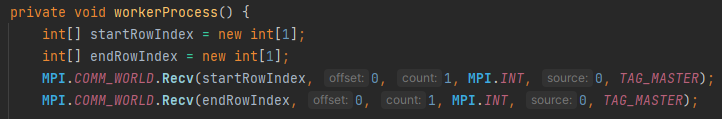 private void workerProcess() {
int[] startRowIndex = new int[1];
int[] endRowIndex = new int[1];
MPI.COMM_WORLD.Recv(startRowIndex, offset: 0, count: 1, MPI.INT, source: 0, TAG_MASTER);
MPI.COMM_WORLD.Recv(endRowIndex, offset: 0, count: 1, MPI.INT, source: 0, TAG_MASTER);